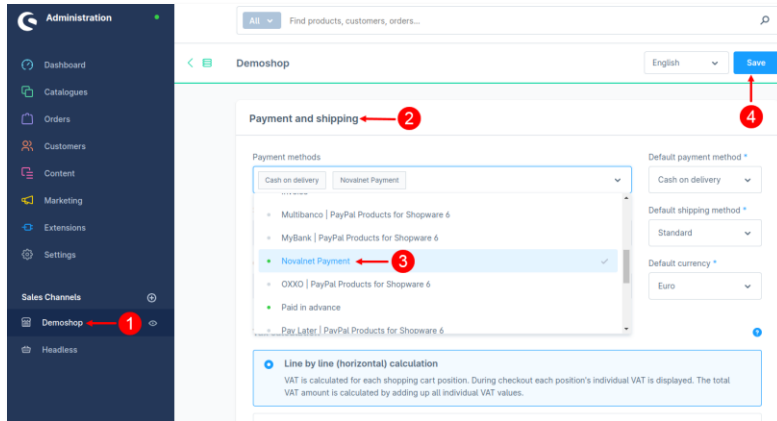 Administration
All
Find products, customers, orders...
Dashboard
Catalogues
Orders
Customers
Content
Marketing
Extensions
Settings
Sales Channels
Demoshop
1
Headless
Demoshop
English
Save
4
Payment and shipping
2
Payment methods
Cash on delivery
Novalnet Payment
Multibanco | PayPal Products for Shopware 6
MyBank | PayPal Products for Shopware 6
Novalnet Payment
3
OXXO | PayPal Products for Shopware 6
Paid in advance
Pay Later | PayPal Products for Shopware 6
Default payment method *
Cash on delivery
Default shipping method *
Standard
Default currency *
Euro
?
Line by line (horizontal) calculation
VAT is calculated for each shopping cart position. During checkout each position's individual VAT is displayed. The total
VAT amount is calculated by adding up all individual VAT values.